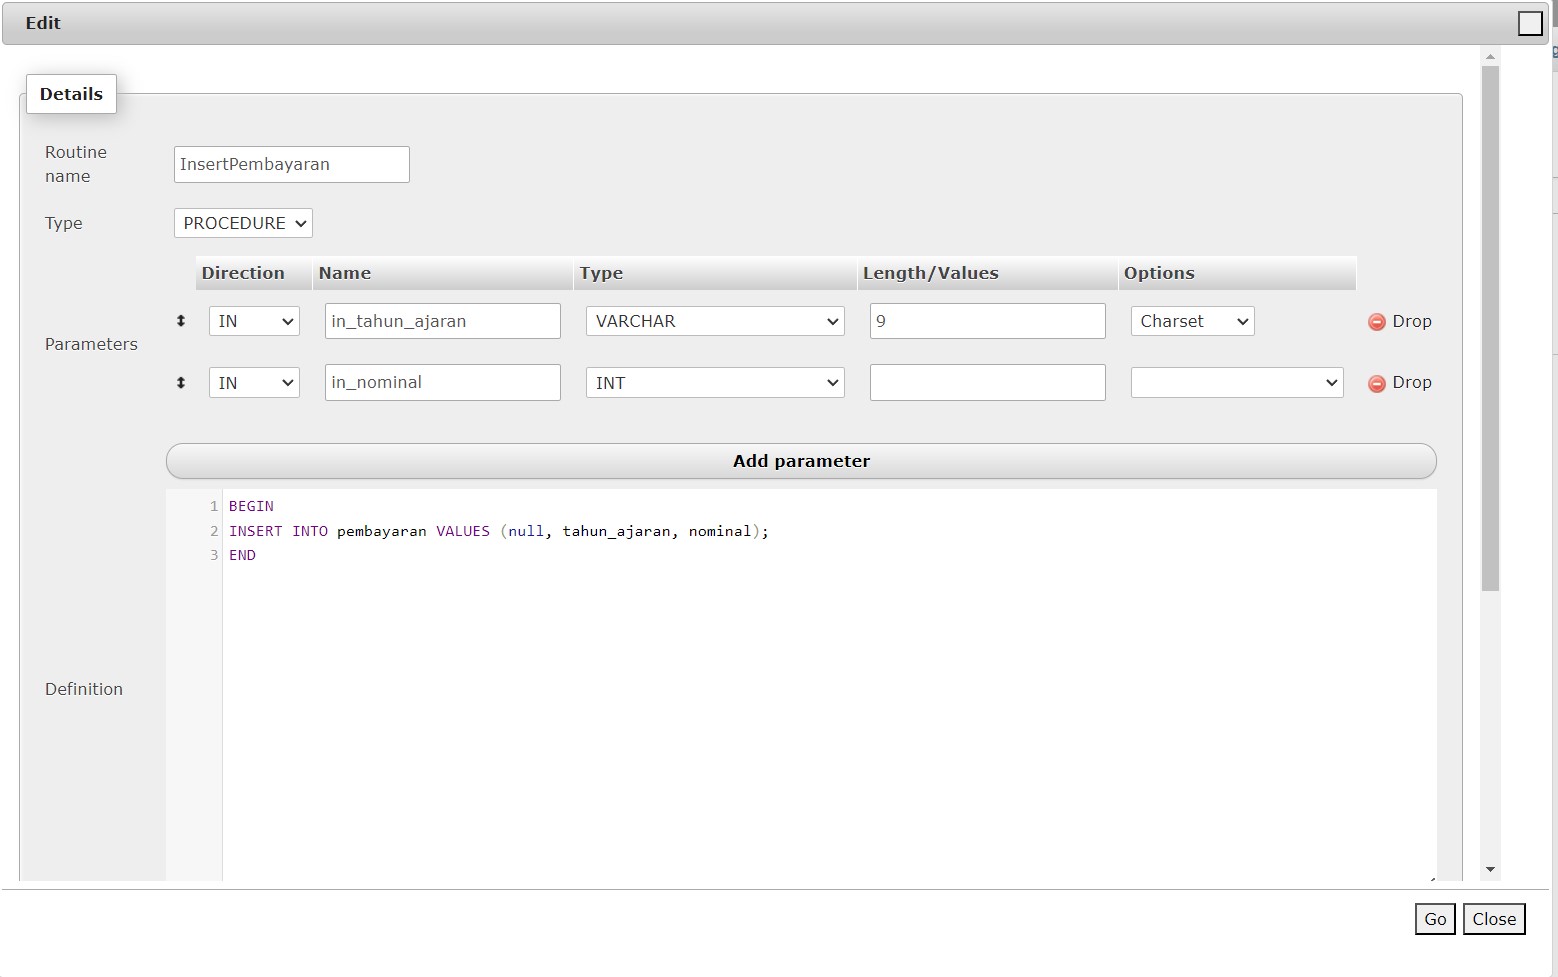 Edit
Details
Routine
name
InsertPembayaran
Type
PROCEDURE
Parameters
Direction Name Type Length/Values Options
IN in_tahun_ajaran VARCHAR 9 Charset Drop
IN in_nominal INT Drop
Add parameter
Definition
1 BEGIN
2 INSERT INTO pembayaran VALUES (null, tahun_ajaran, nominal);
3 END
Go Close